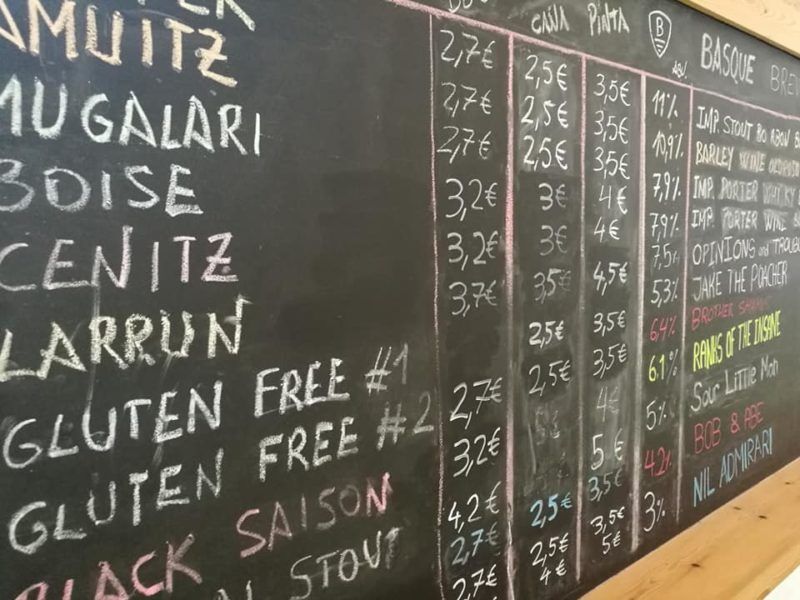 AMUITZ
MUGALARI
BOISE
CENITZ
LARRUN
GLUTEN FREE #1
GLUTEN FREE #2
BLACK SAISON
STOUT
2,7€
2,7€
2,7€
3,2€
3,2€
3,7€
2,7€
3,2€
4,2€
2,7€
2,7€
CAÑA
2,5€
2,5€
2,5€
3€
3€
3,5€
2,5€
2,5€
2,5€
2,5€
4€
PINTA
3,5€
3,5€
3,5€
4€
4€
4,5€
3,5€
3,5€
4€
5€
3,5€
3,5€
5€
B
BASQUE
11% IMP. STOUT
10,9% BARLEY WINE
7,9% IMP. PORTER
7,9% IMP. PORTER WINE
7,5% OPINIONS and
5,3% JAKE THE POACHER
6,4% BROTHER
6.1% RANKS OF THE INSANE
5% Sour Little Man
4.2% BOB & ABE
3% NIL ADMIRARI